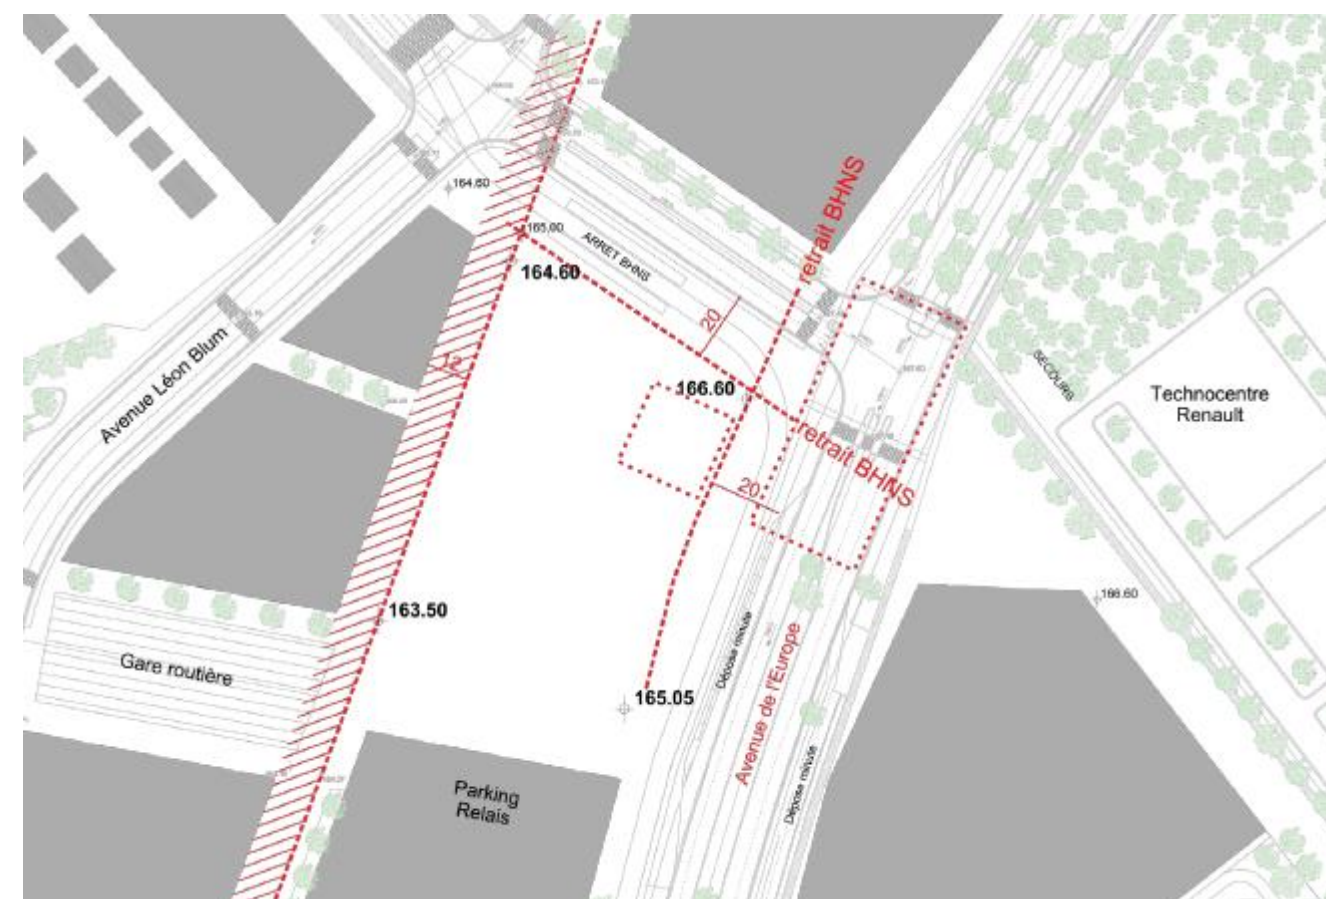 retrait BHNS
164.60
165,00
ARRET BHNS
164.60
20
SECOURS
Technocentre
Renault
Avenue Léon Blum
12
166.60
retrait BHNS
20
166.60
163.50
Gare routière
Dépose minute
Avenue de l'Europe
165.05
Dépose minute
Parking
Relais